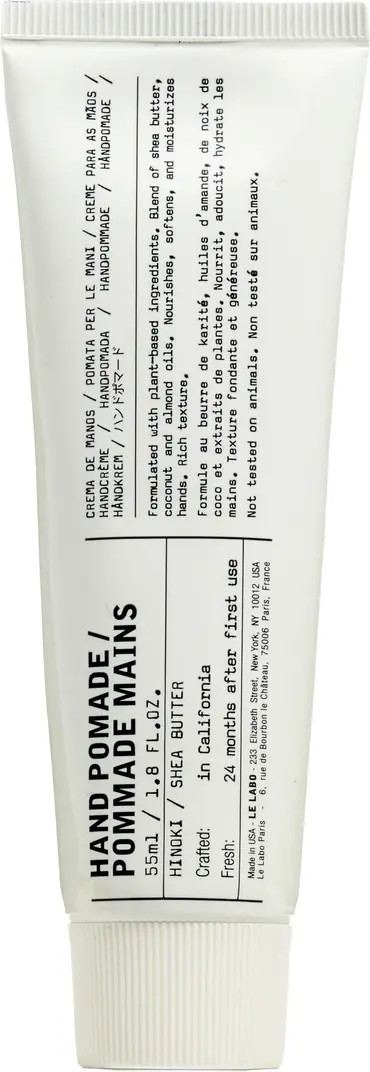 HAND POMADE/
POMMADE MAINS
55ml / 1.8 FL.OZ.
HINOKI / SHEA BUTTER
Crafted: in California
Fresh: 24 months after first use
Made in USA - LE LABO - 233 Elizabeth Street, New York, NY 10012 USA
Le Labo Paris - 6, rue de Bourbon le Château, 75006 Paris, France
CREMA DE MANOS / POMATA PER LE MANI / CREME PARA AS MÃOS /
HANDCRÈME / HANDPOMADA / HANDPOMMADE / HÅNDPOMADE /
HÅNDKREM / ハンドポマード
Formulated with plant-based ingredients. Blend of shea butter,
coconut and almond oils. Nourishes, softens, and moisturizes
hands. Rich texture.
Formule au beurre de karité, huiles d'amande, de noix de
coco et extraits de plantes. Nourrit, adoucit, hydrate les
mains. Texture fondante et généreuse.
Not tested on animals. Non testé sur animaux.